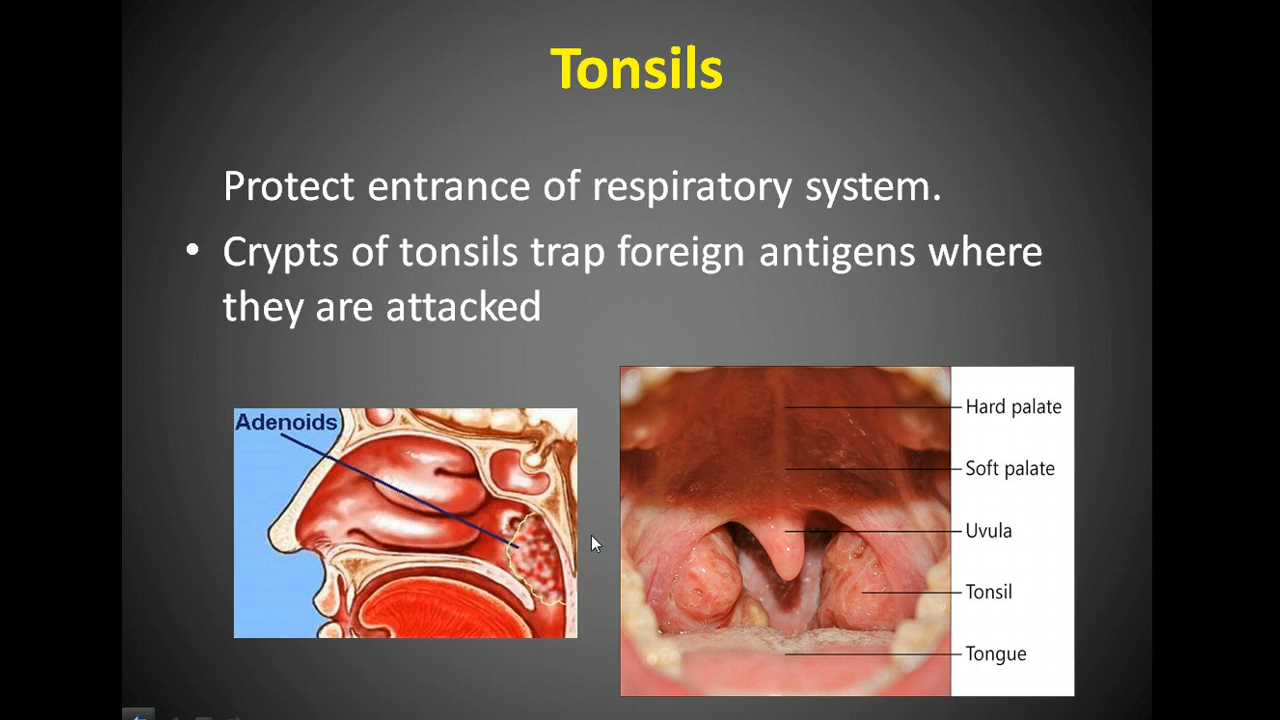 Tonsils
Protect entrance of respiratory system.
• Crypts of tonsils trap foreign antigens where
they are attacked
Adenoids
Hard palate
Soft palate
Uvula
Tonsil
Tongue